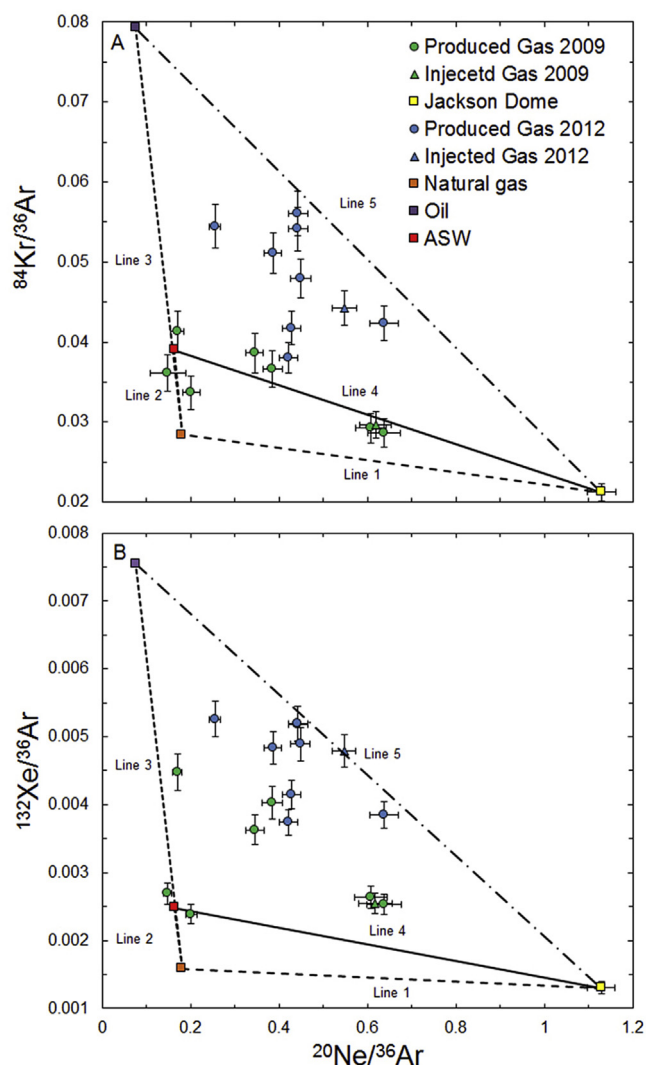 0.08
A
Produced Gas 2009
Injecetd Gas 2009
0.07
Jackson Dome
Produced Gas 2012
Injected Gas 2012
0.06
Natural gas
Line 5
Oil
ASW
84Kr/36Ar
0.05
Line 3
0.04
Line 2
Line 4
0.03
Line 1
0.02
0.008
B
0.007
0.006
132Xe/36Ar
0.005
Line 5
Line 3
0.004
0.003
Line 4
Line 2
0.002
Line 1
0.001
0
0.2
0.4
0.6
0.8
1
1.2
20Ne/36Ar